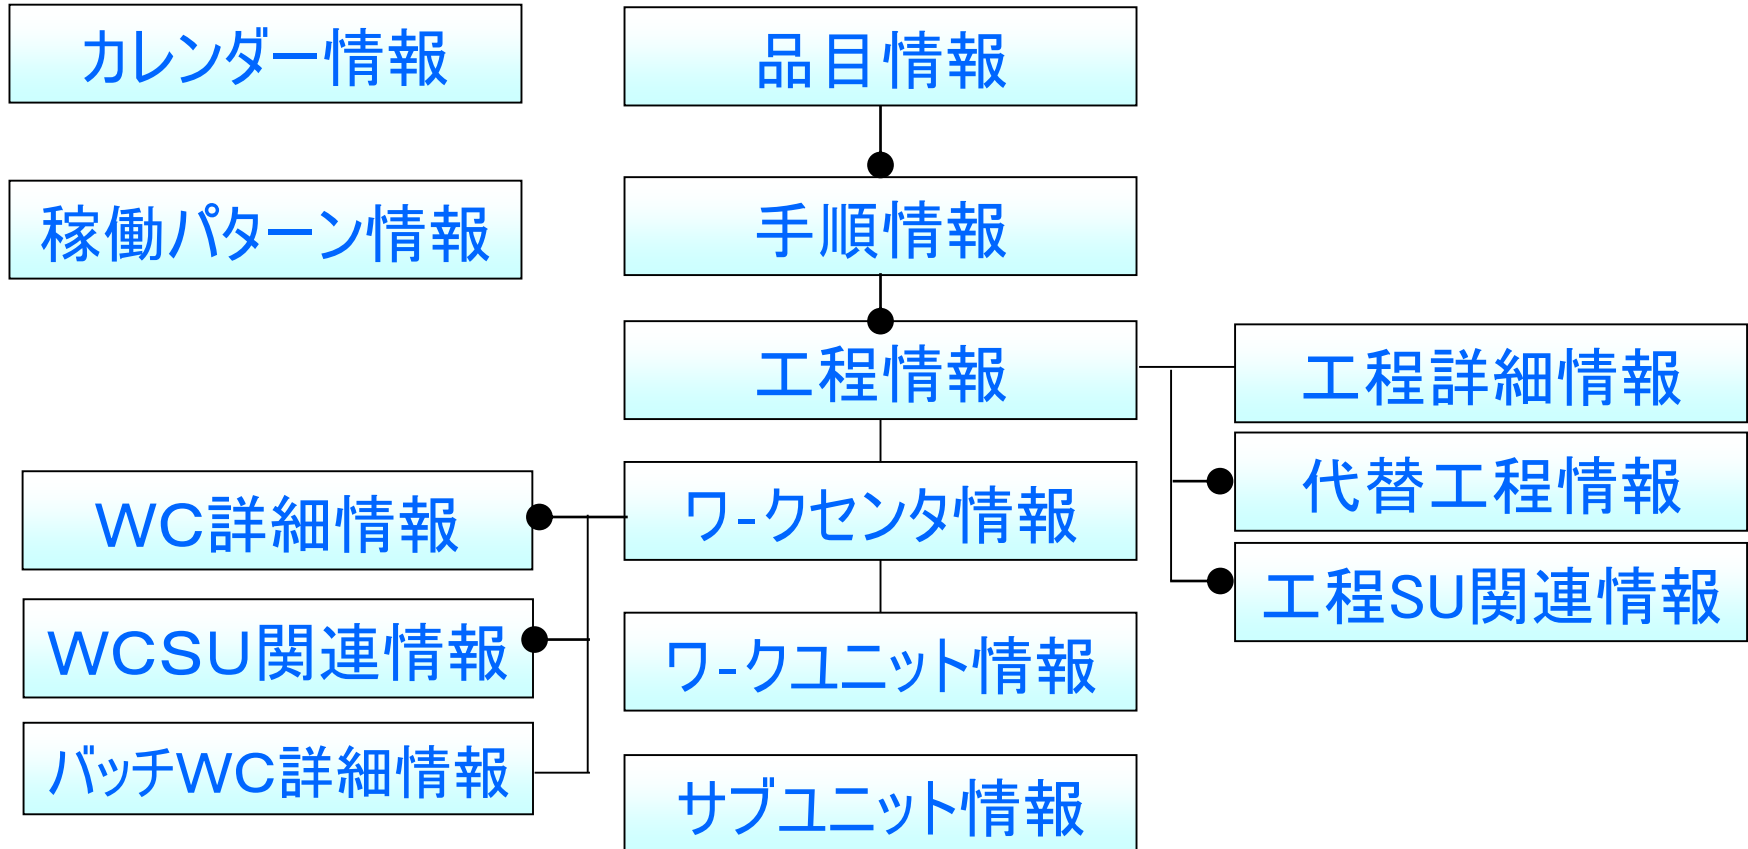 カレンダー情報
品目情報
稼働パターン情報
手順情報
工程情報
工程詳細情報
代替工程情報
ワ-クセンタ情報
WC詳細情報
工程SU関連情報
WCSU関連情報
ワ-クユニット情報
バッチWC詳細情報
サブユニット情報